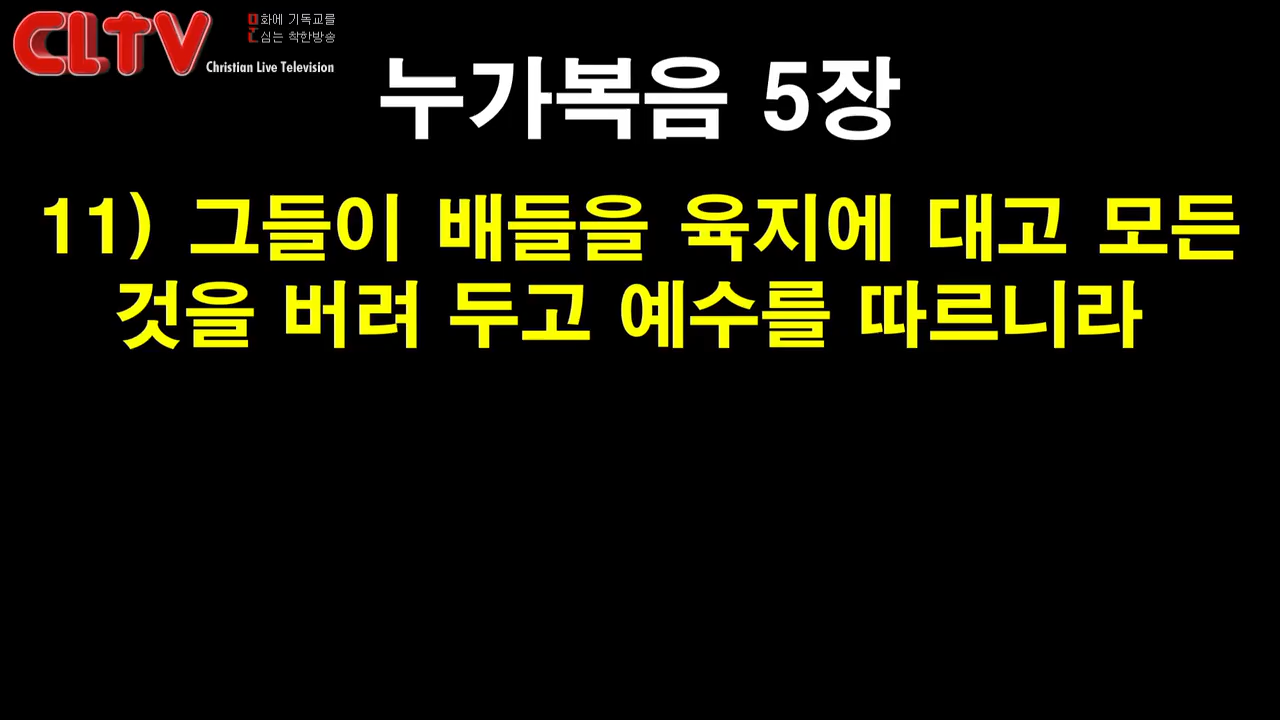 CLTV
문화에 기독교를
심는 착한방송
Christian Live Television
누가복음 5장
11) 그들이 배들을 육지에 대고 모든
것을 버려 두고 예수를 따르니라